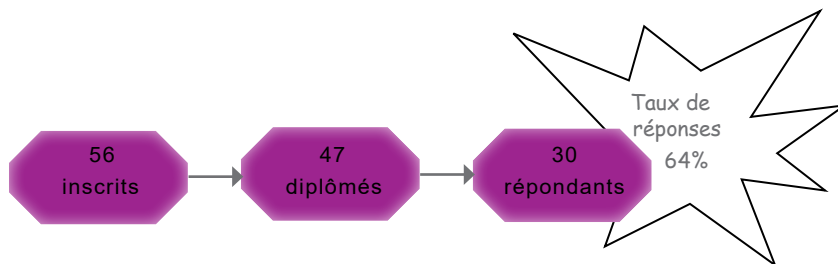 56
inscrits
47
diplômés
30
répondants
Taux de
réponses
64%